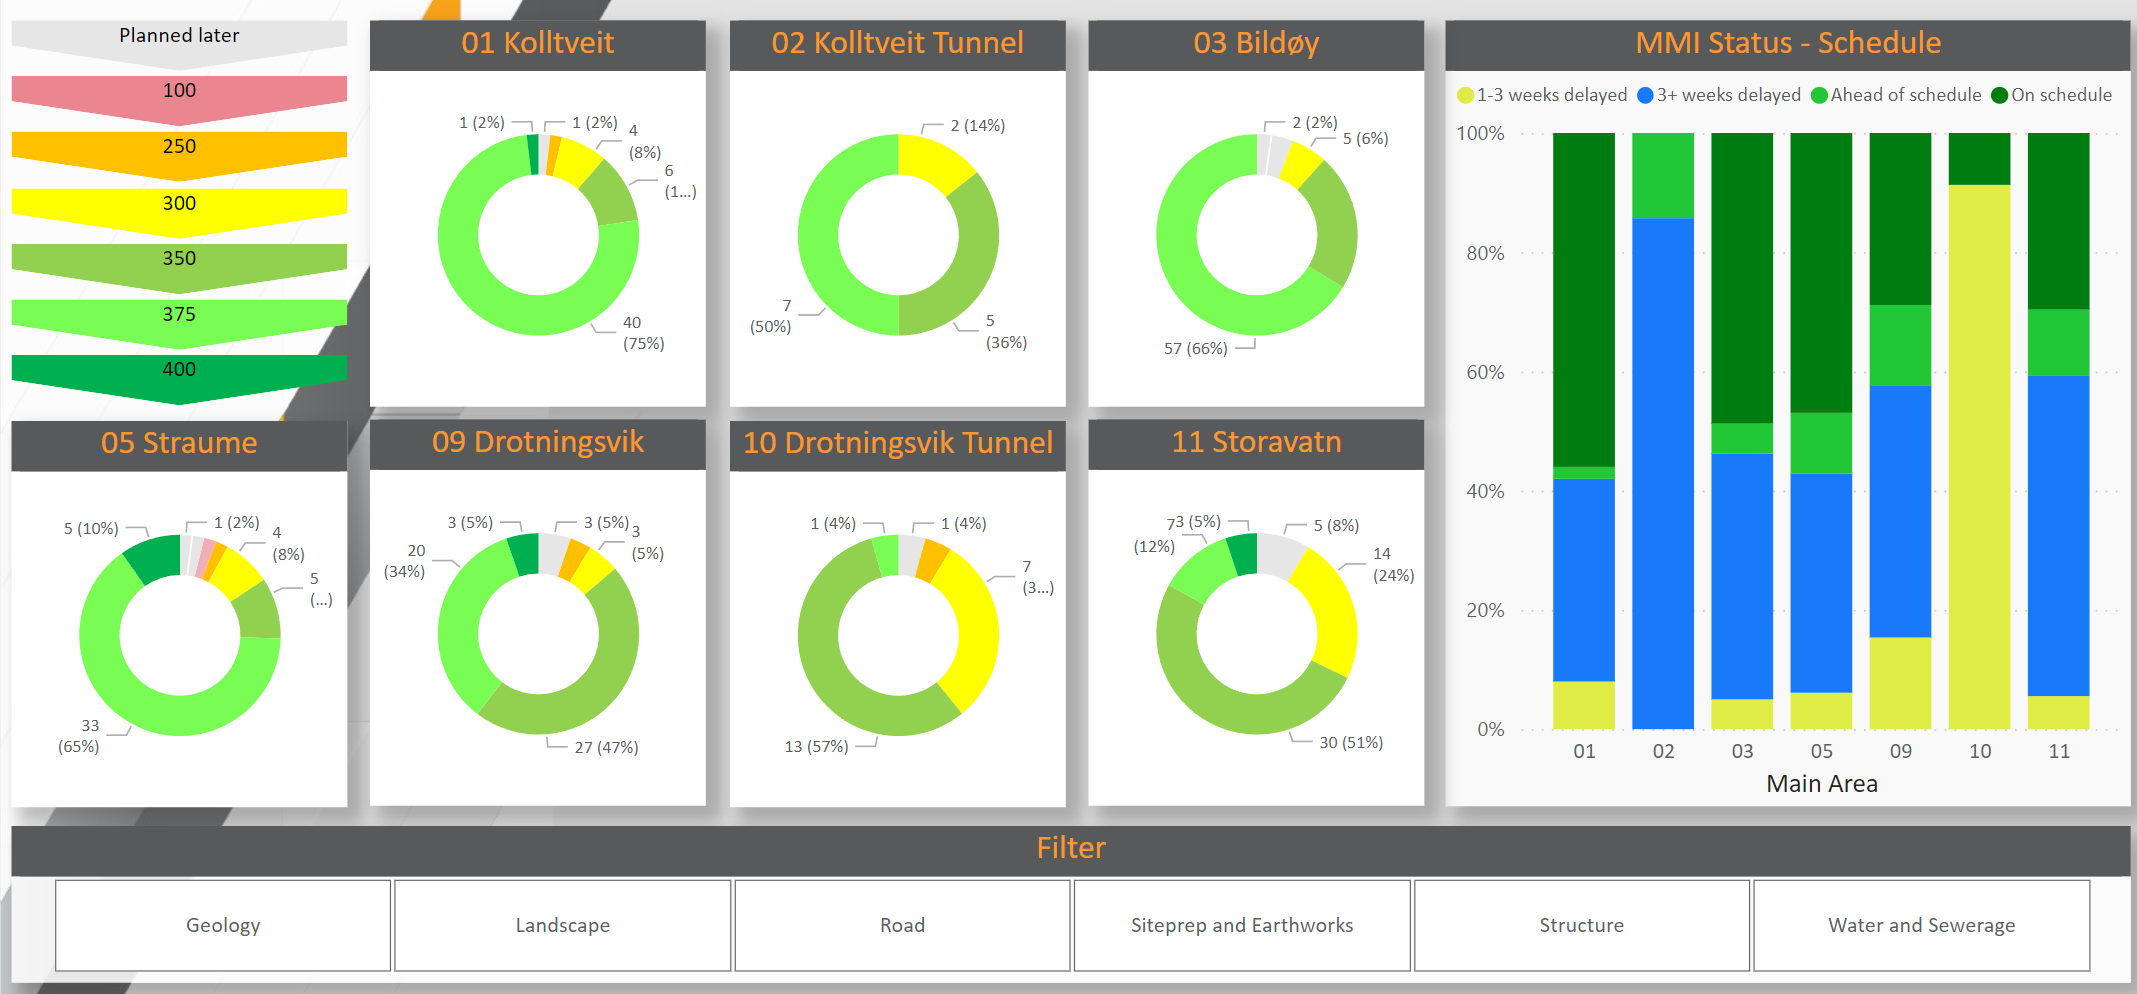 Planned later
100
250
300
350
375
400
01 Kolltveit
1 (2%)
1 (2%)
4
(8%)
6
(1...)
40
(75%)
02 Kolltveit Tunnel
2 (14%)
5
(36%)
7
(50%)
03 Bildøy
2 (2%)
5 (6%)
57 (66%)
MMI Status - Schedule
1-3 weeks delayed 3+ weeks delayed Ahead of schedule On schedule
100%
80%
60%
40%
20%
0%
01 02 03 05 09 10 11
Main Area
05 Straume
5 (10%)
1 (2%)
4
(8%)
5
(...)
33
(65%)
09 Drotningsvik
3 (5%)
3 (5%)
3
(5%)
20
(34%)
27 (47%)
10 Drotningsvik Tunnel
1 (4%)
1 (4%)
7
(3...)
13 (57%)
11 Storavatn
7
(12%)
3 (5%)
5 (8%)
14
(24%)
30 (51%)
Filter
Geology
Landscape
Road
Siteprep and Earthworks
Structure
Water and Sewerage